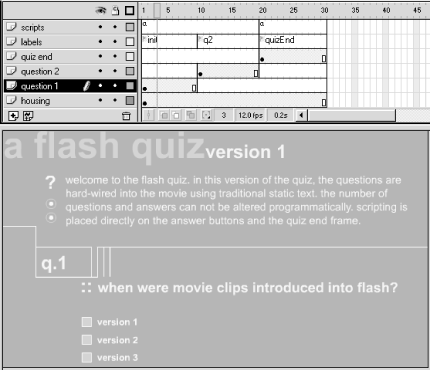 1 5 10 15 20 25 30 35 40 45
scripts
a a
labels
init q2 quizEnd
quiz end
question 2
question 1
housing
3 12.0 fps 0.2s
a flash quiz version 1
? welcome to the flash quiz. in this version of the quiz, the questions are
hard-wired into the movie using traditional static text. the number of
questions and answers can not be altered programmatically. scripting is
placed directly on the answer buttons and the quiz end frame.
q.1
:: when were movie clips introduced into flash?
version 1
version 2
version 3